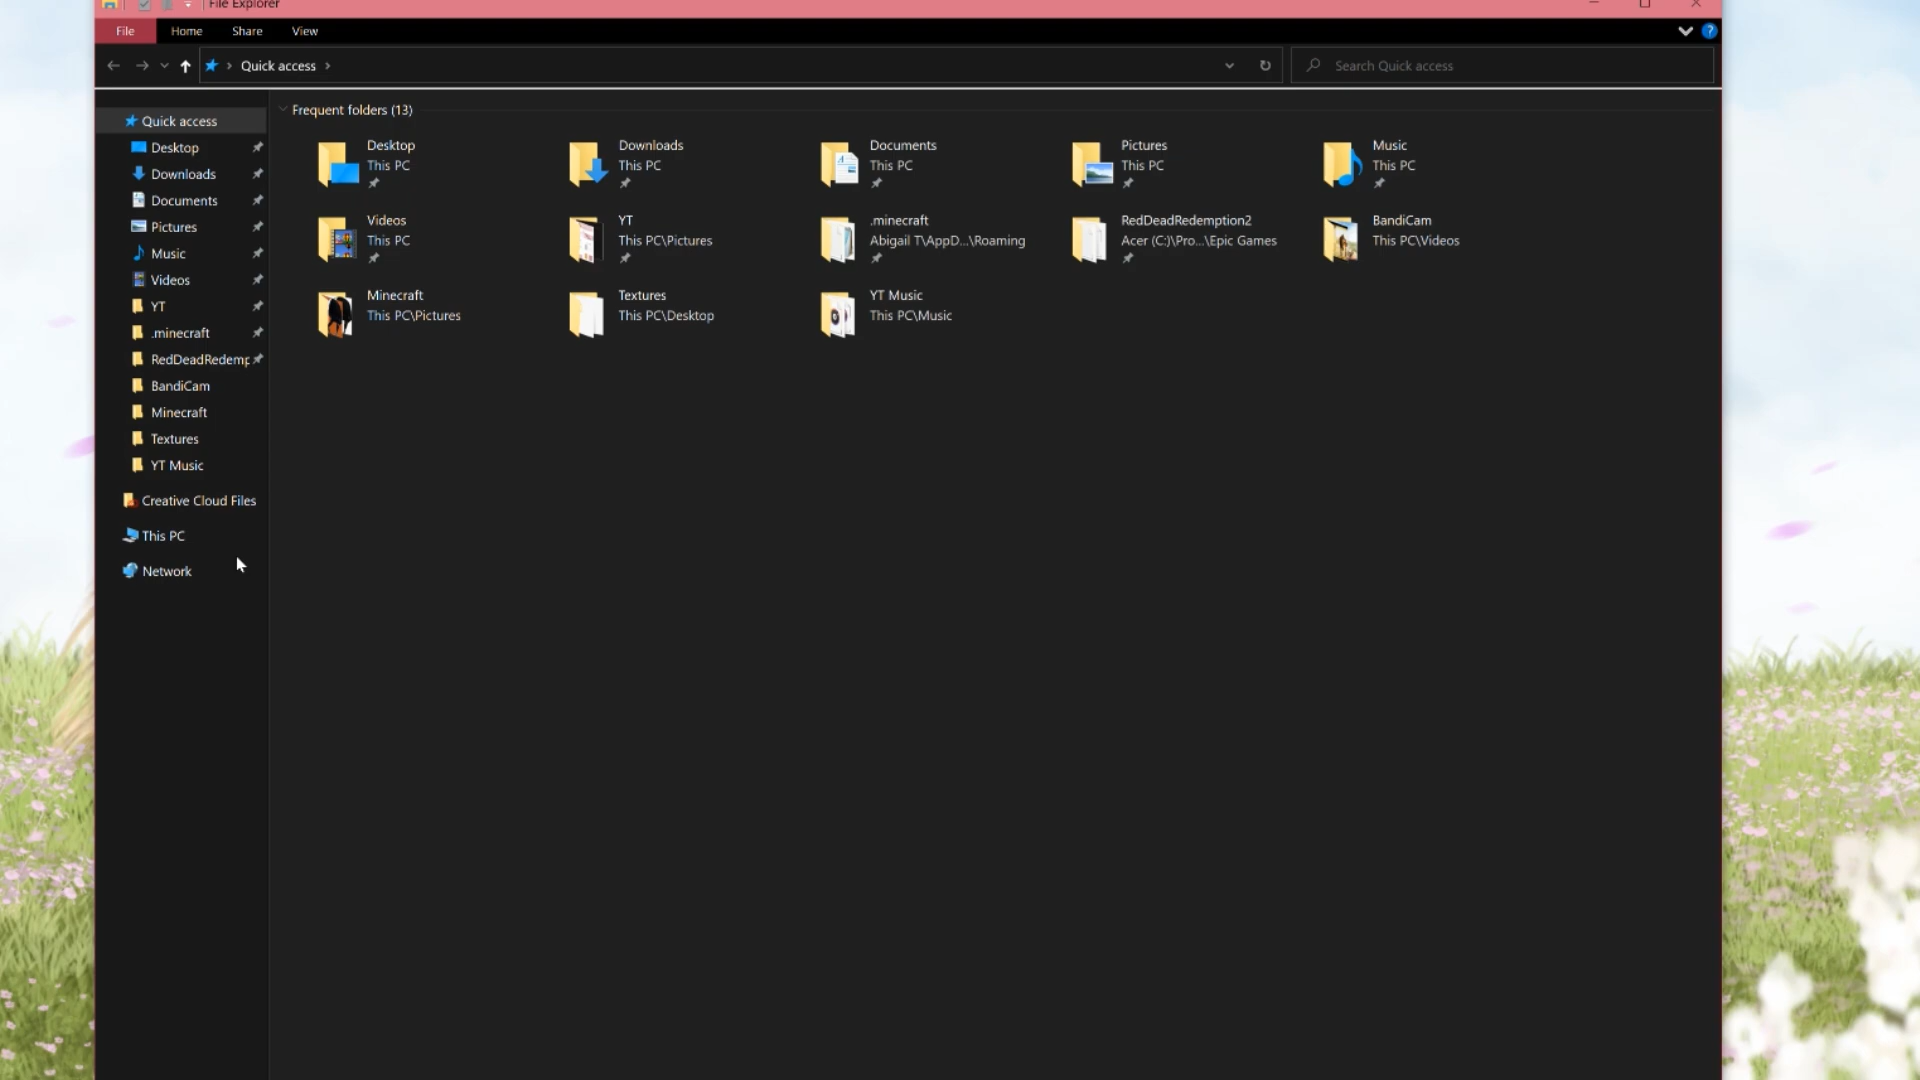 File Explorer
File
Home
Share
View
?
Quick access
Search Quick access
Quick access
Desktop
Downloads
Documents
Pictures
Music
Videos
YT
.minecraft
RedDeadRedemp
BandiCam
Minecraft
Textures
YT Music
Creative Cloud Files
This PC
Network
Frequent folders (13)
Desktop
This PC
Downloads
This PC
Documents
This PC
Pictures
This PC
Music
This PC
Videos
This PC
YT
This PC\Pictures
.minecraft
Abigail T\AppD...\Roaming
RedDeadRedemption2
Acer (C:)\Pro...\Epic Games
BandiCam
This PC\Videos
Minecraft
This PC\Pictures
Textures
This PC\Desktop
YT Music
This PC\Music